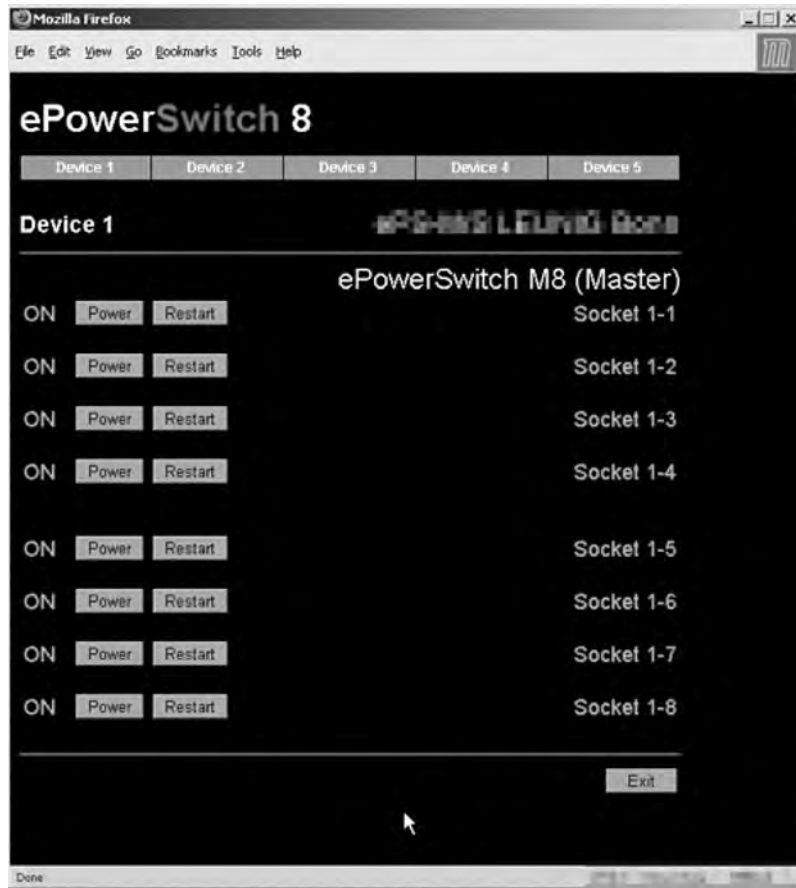 Mozilla Firefox
File Edit View Go Bookmarks Tools Help
ePowerSwitch 8
Device 1 Device 2 Device 3 Device 4 Device 5
Device 1
ePowerSwitch M8 (Master)
ON Power Restart Socket 1-1
ON Power Restart Socket 1-2
ON Power Restart Socket 1-3
ON Power Restart Socket 1-4
ON Power Restart Socket 1-5
ON Power Restart Socket 1-6
ON Power Restart Socket 1-7
ON Power Restart Socket 1-8
Exit
Done